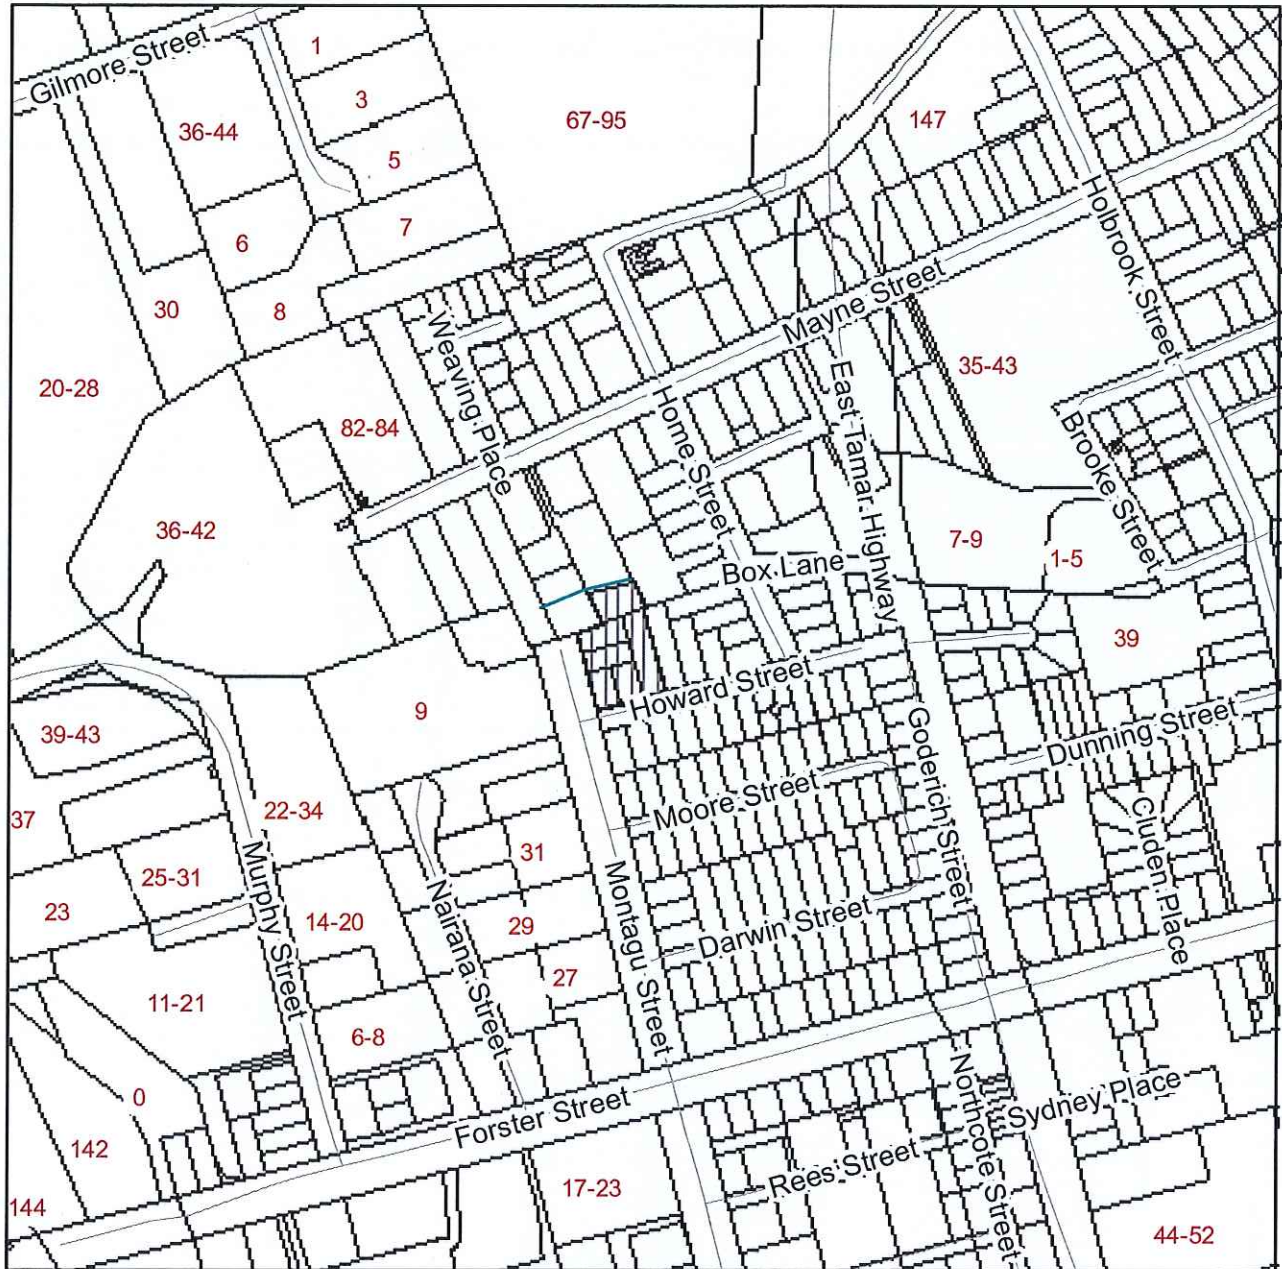 Gilmore Street
1
3
36-44
67-95
147
5
7
6
Holbrook Street
30
8
Mayne Street
Weaving Place
20-28
35-43
82-84
Home Street
East Tamar Highway
Brooke Street
36-42
7-9
1-5
Box Lane
39
Howard Street
9
39-43
Goderich Street
Dunning Street
37
22-34
Moore Street
Cluden Place
31
25-31
Murphy Street
Nairana Street
Montagu Street
23
14-20
29
Darwin Street
27
11-21
6-8
0
Forster Street
Northcote Street
Sydney Place
142
Rees Street
17-23
144
44-52